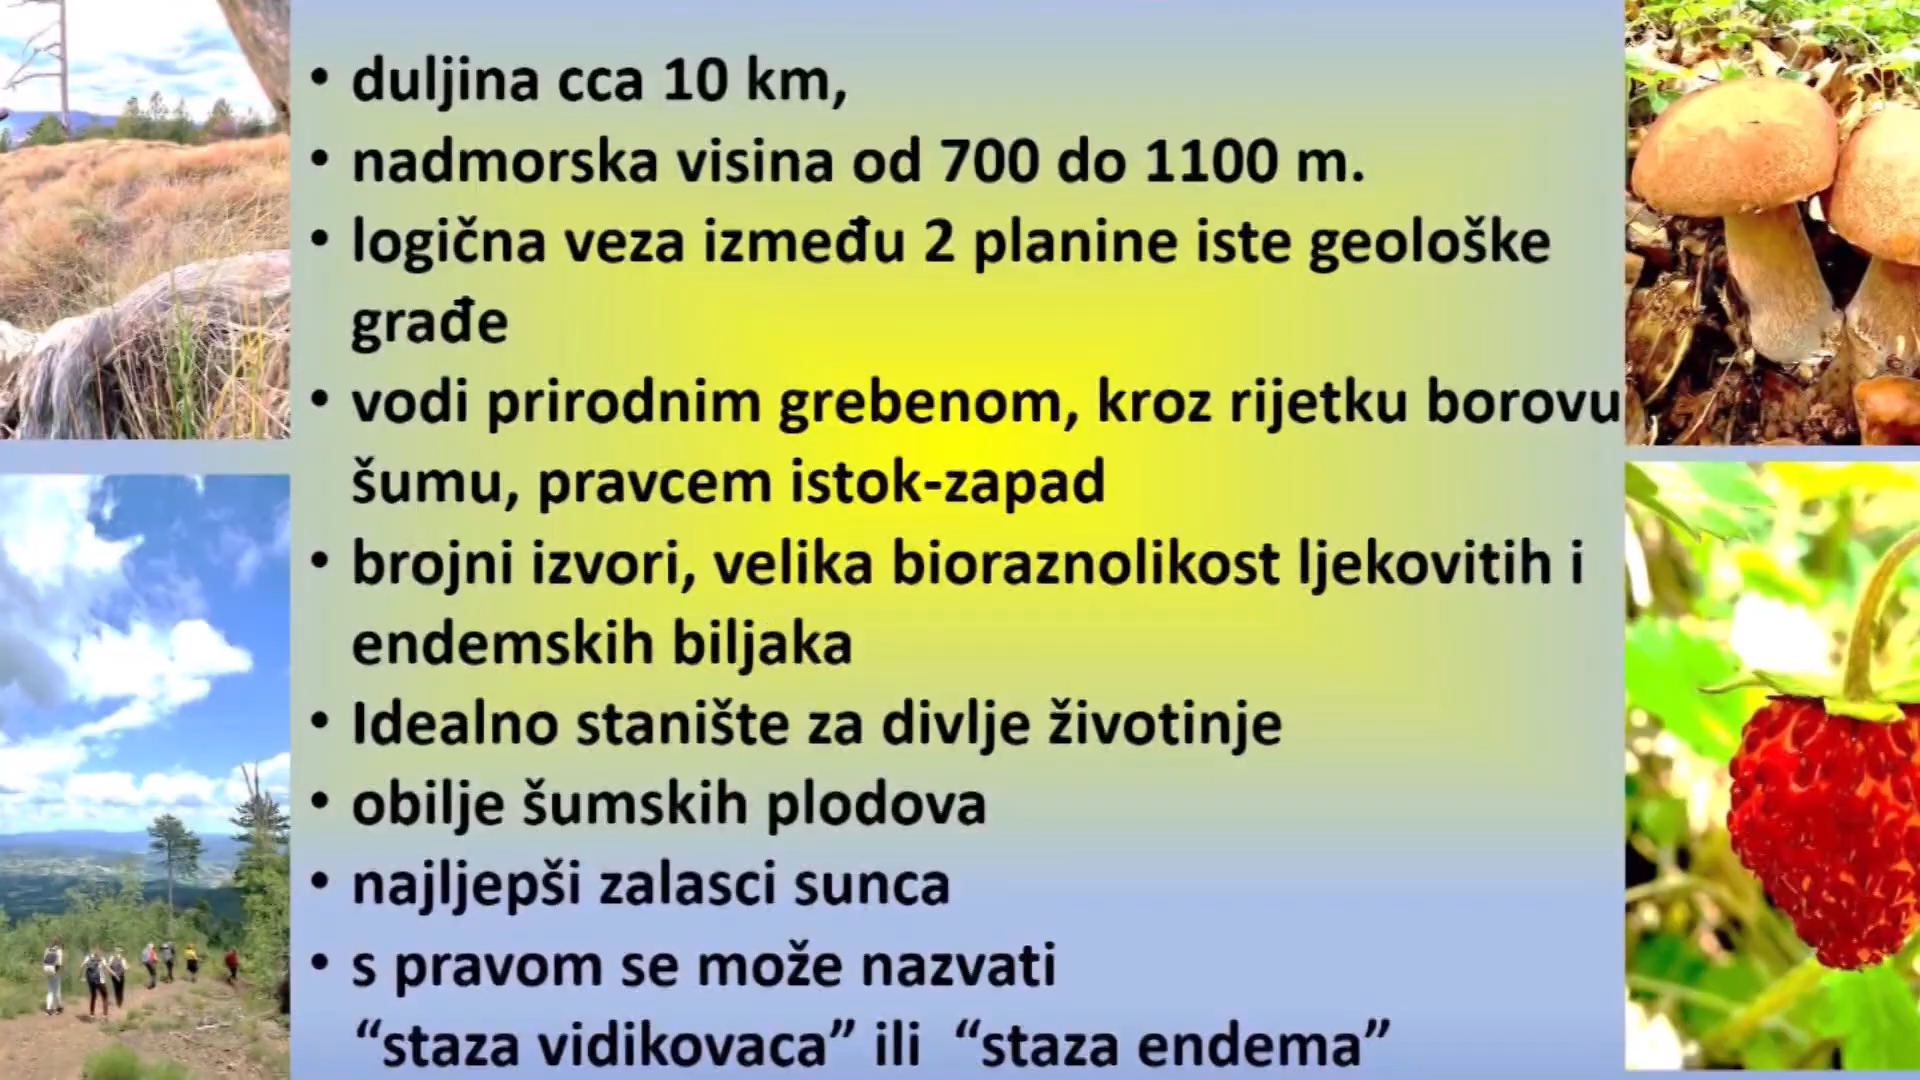 • duljina cca 10 km,
• nadmorska visina od 700 do 1100 m.
• logična veza između 2 planine iste geološke
građe
• vodi prirodnim grebenom, kroz rijetku borovu
šumu, pravcem istok-zapad
• brojni izvori, velika bioraznolikost ljekovitih i
endemskih biljaka
• Idealno stanište za divlje životinje
• obilje šumskih plodova
• najljepši zalasci sunca
• s pravom se može nazvati
“staza vidikovaca” ili “staza endema”